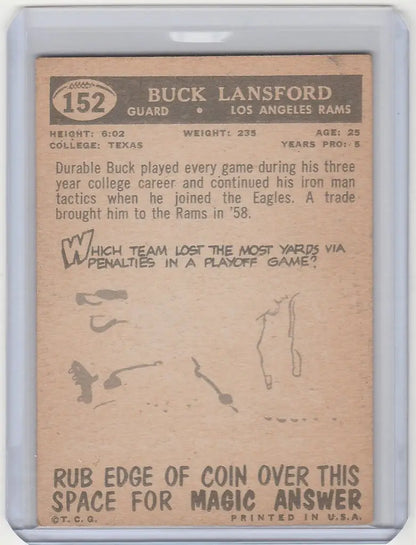 152
BUCK LANSFORD
GUARD • LOS ANGELES RAMS
HEIGHT: 6:02 WEIGHT: 235 AGE: 25
COLLEGE: TEXAS YEARS PRO: 5
Durable Buck played every game during his three
year college career and continued his iron man
tactics when he joined the Eagles. A trade
brought him to the Rams in '58.
WHICH TEAM LOST THE MOST YARDS VIA
PENALTIES IN A PLAYOFF GAME?
RUB EDGE OF COIN OVER THIS
SPACE FOR MAGIC ANSWER
©T.C.G. PRINTED IN U.S.A.